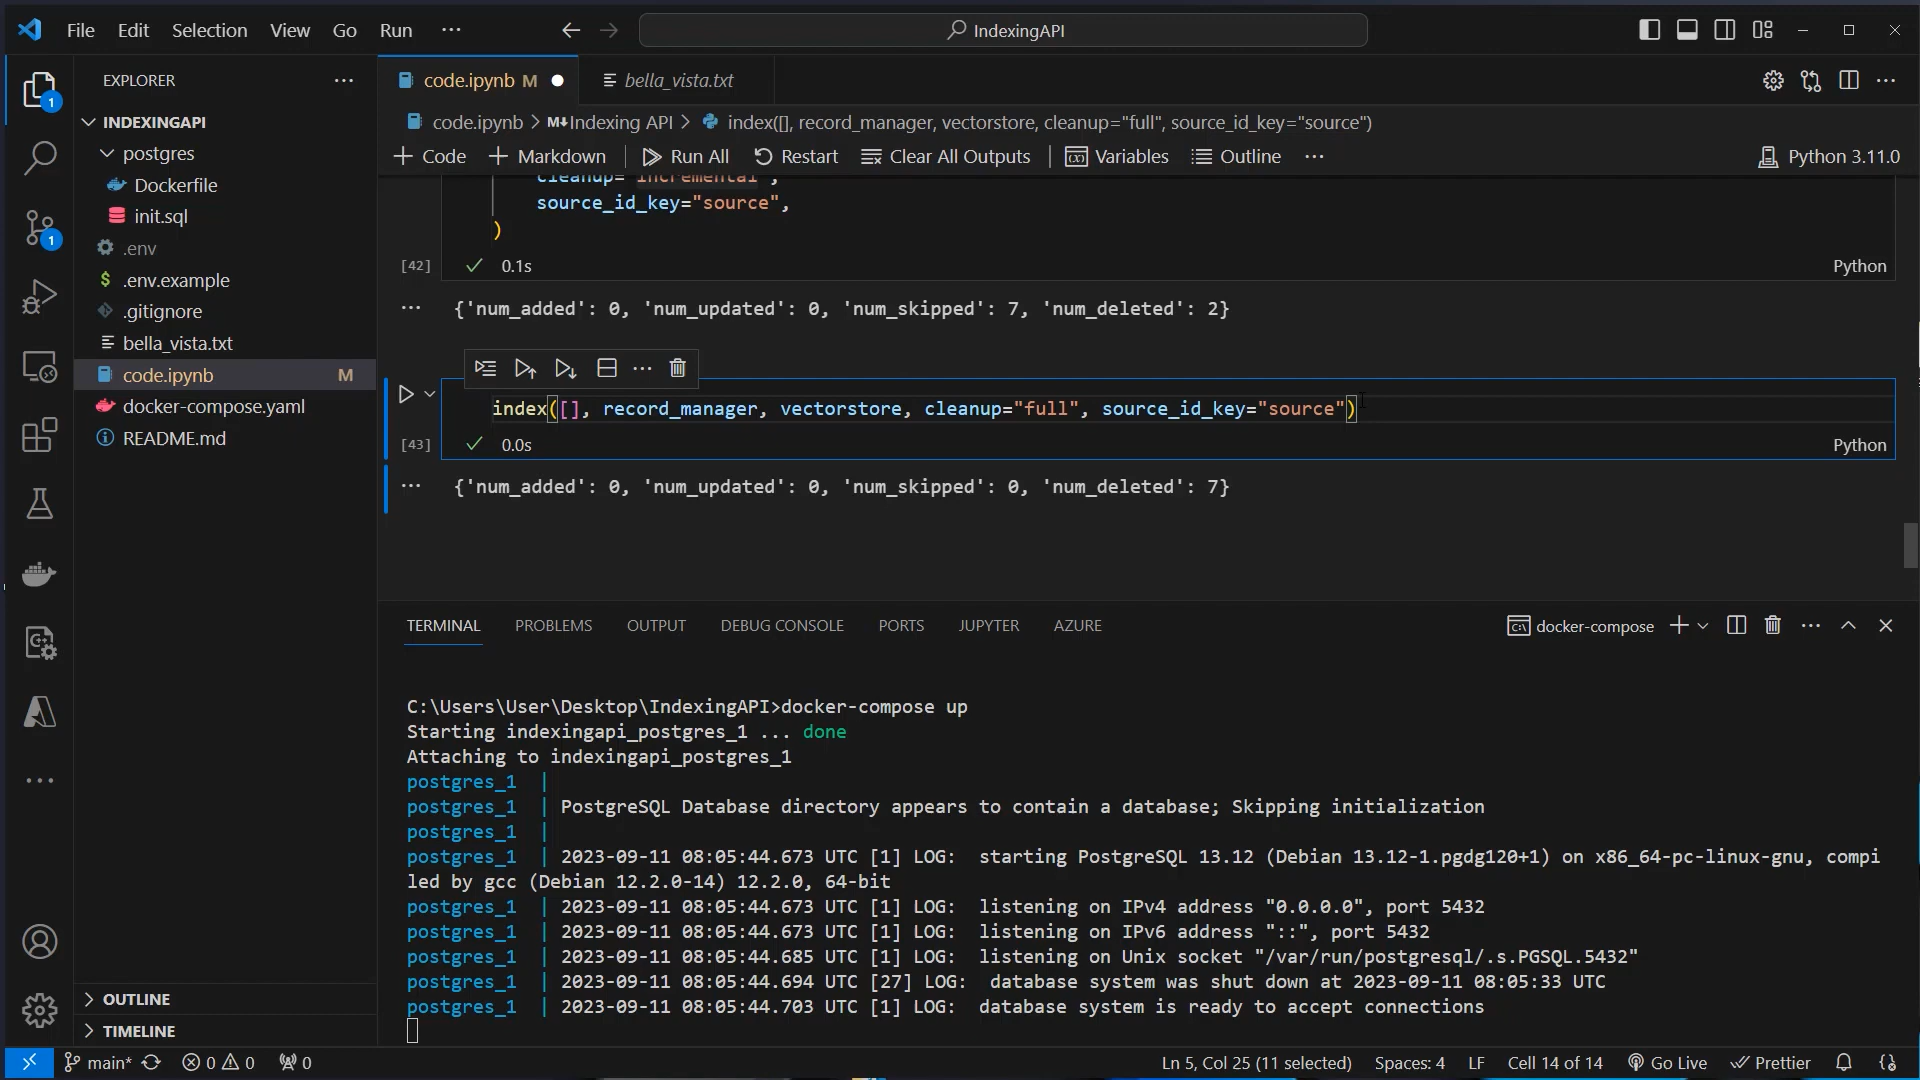 File Edit View Go Run ···
IndexingAPI
EXPLORER
INDEXINGAPI
postgres
Dockerfile
init.sql
.env
.env.example
.gitignore
bella_vista.txt
code.ipynb M
docker-compose.yaml
README.md
OUTLINE
TIMELINE
code.ipynb M
bella_vista.txt
code.ipynb > M↓Indexing API > index([], record_manager, vectorstore, cleanup="full", source_id_key="source")
+ Code + Markdown Run All Restart Clear All Outputs Variables Outline ···
Python 3.11.0
cleanup="incremental",
source_id_key="source",
)
[42] 0.1s Python
{'num_added': 0, 'num_updated': 0, 'num_skipped': 7, 'num_deleted': 2}
index([], record_manager, vectorstore, cleanup="full", source_id_key="source")
[43] 0.0s Python
{'num_added': 0, 'num_updated': 0, 'num_skipped': 0, 'num_deleted': 7}
TERMINAL PROBLEMS OUTPUT DEBUG CONSOLE PORTS JUPYTER AZURE
docker-compose
C:\Users\User\Desktop\IndexingAPI>docker-compose up
Starting indexingapi_postgres_1 ... done
Attaching to indexingapi_postgres_1
postgres_1 |
postgres_1 | PostgreSQL Database directory appears to contain a database; Skipping initialization
postgres_1 |
postgres_1 | 2023-09-11 08:05:44.673 UTC [1] LOG: starting PostgreSQL 13.12 (Debian 13.12-1.pgdg120+1) on x86_64-pc-linux-gnu, compi
led by gcc (Debian 12.2.0-14) 12.2.0, 64-bit
postgres_1 | 2023-09-11 08:05:44.673 UTC [1] LOG: listening on IPv4 address "0.0.0.0", port 5432
postgres_1 | 2023-09-11 08:05:44.673 UTC [1] LOG: listening on IPv6 address "::", port 5432
postgres_1 | 2023-09-11 08:05:44.685 UTC [1] LOG: listening on Unix socket "/var/run/postgresql/.s.PGSQL.5432"
postgres_1 | 2023-09-11 08:05:44.694 UTC [27] LOG: database system was shut down at 2023-09-11 08:05:33 UTC
postgres_1 | 2023-09-11 08:05:44.703 UTC [1] LOG: database system is ready to accept connections
main* 0 0 0
Ln 5, Col 25 (11 selected) Spaces: 4 LF Cell 14 of 14 Go Live Prettier